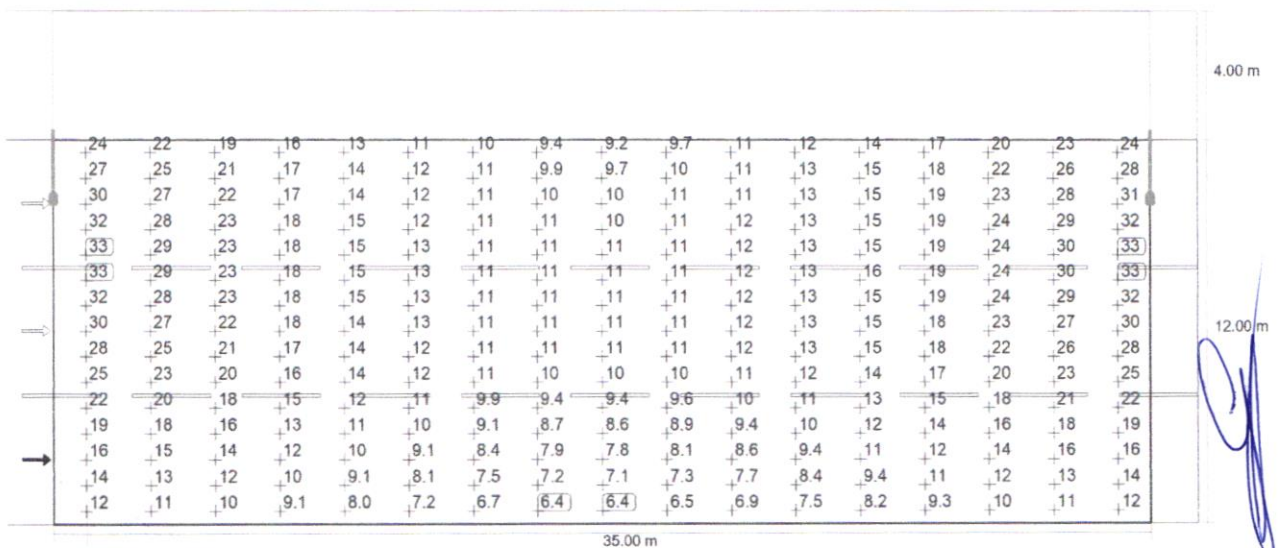 4.00 m
24 22 19 16 13 11 10 9.4 9.2 9.7 11 12 14 17 20 23 24
27 25 21 17 14 12 11 9.9 9.7 10 11 13 15 18 22 26 28
30 27 22 17 14 12 11 10 10 11 12 13 15 19 23 28 31
32 28 23 18 15 12 11 11 10 11 12 13 15 19 24 29 32
33 29 23 18 15 13 11 11 11 11 12 13 15 19 24 30 33
33 29 23 18 15 13 11 11 11 11 12 13 16 19 24 30 33
32 28 23 18 15 13 11 11 11 11 12 13 15 19 24 29 32
30 27 22 18 14 13 11 11 11 11 12 13 15 18 23 27 30
12.00 m
28 25 21 17 14 12 11 11 11 11 12 13 15 18 22 26 28
25 23 20 16 14 12 11 10 10 10 11 12 14 17 20 23 25
22 20 18 15 12 11 9.9 9.4 9.4 9.6 10 11 13 15 18 21 22
19 18 16 13 11 10 9.1 8.7 8.6 8.9 9.4 10 12 14 16 18 19
16 15 14 12 10 9.1 8.4 7.9 7.8 8.1 8.6 9.4 11 12 14 16 16
14 13 12 10 9.1 8.1 7.5 7.2 7.1 7.3 7.7 8.4 9.4 11 12 13 14
12 11 10 9.1 8.0 7.2 6.7 6.4 6.4 6.5 6.9 7.5 8.2 9.3 10 11 12
35.00 m